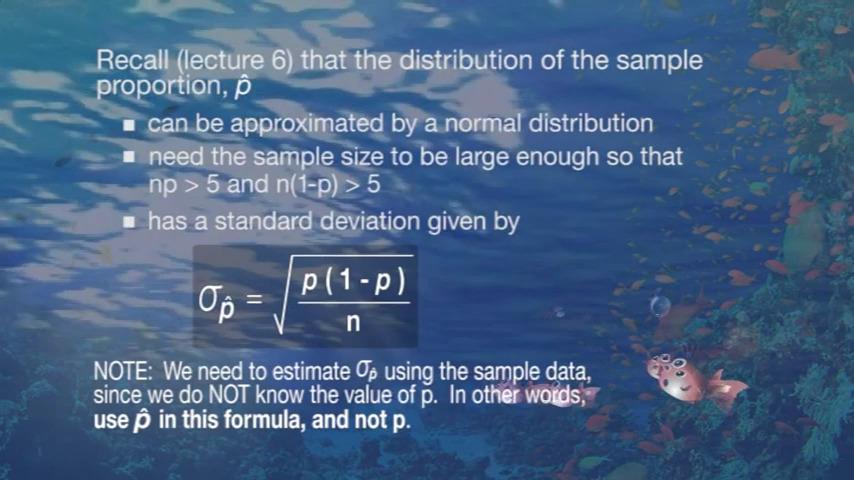 Recall (lecture 6) that the distribution of the sample
proportion, p̂
▪ can be approximated by a normal distribution
▪ need the sample size to be large enough so that
np > 5 and n(1-p) > 5
▪ has a standard deviation given by
σp̂ = √(p(1-p)/n)
NOTE: We need to estimate σp̂ using the sample data,
since we do NOT know the value of p. In other words,
use p̂ in this formula, and not p.